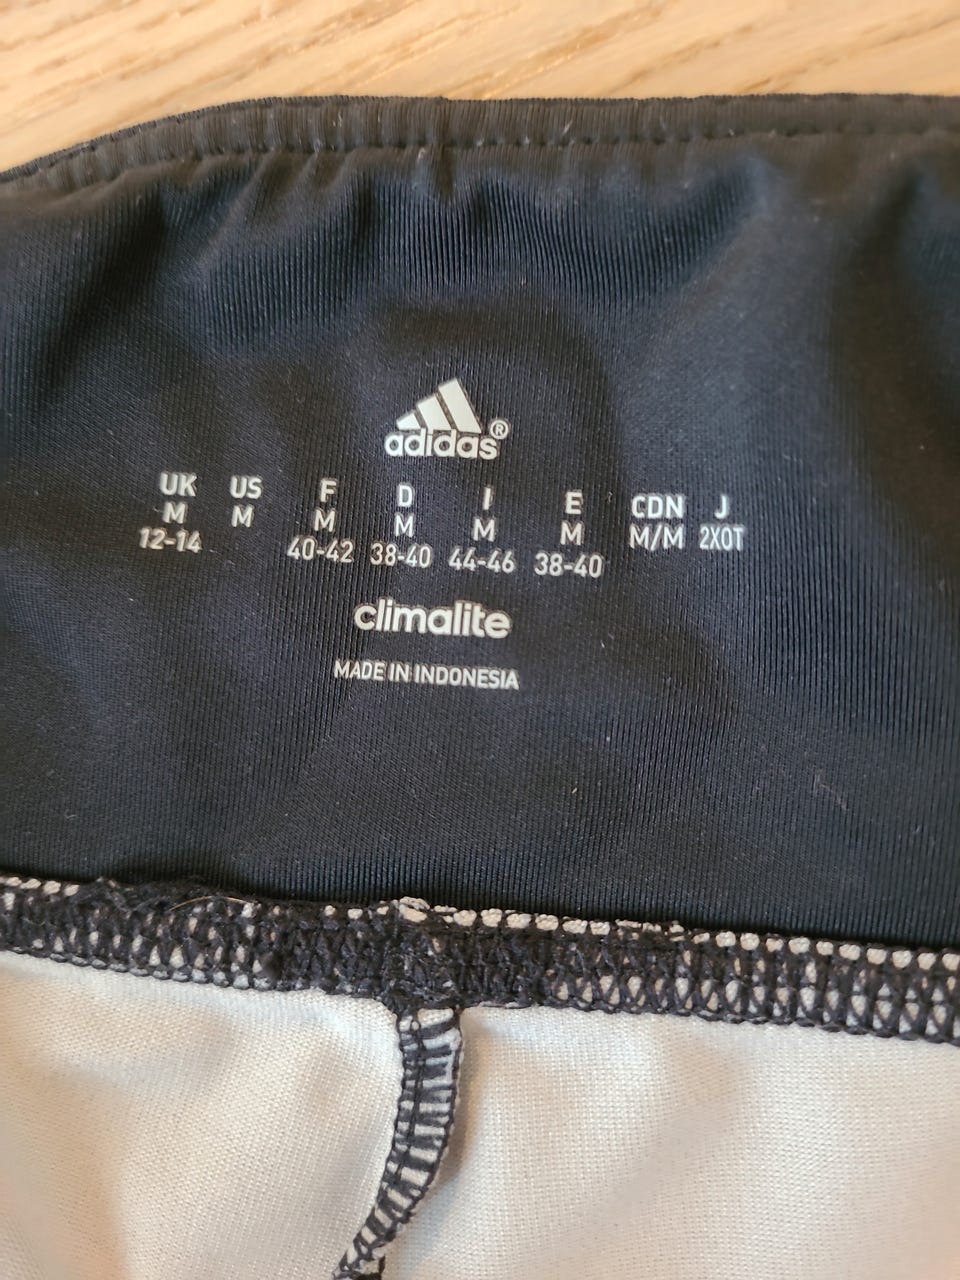 adidas®
UK US F D I E CDN J
M M M M M M M/M 2XOT
12-14 40-42 38-40 44-46 38-40
climalite
MADE IN INDONESIA